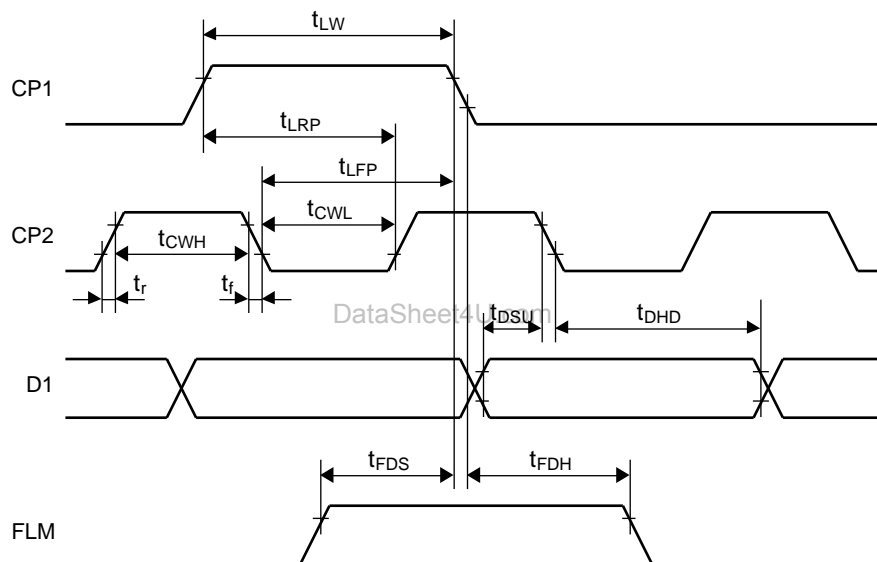 tLW
CP1
tLRP
tLFP
tCWL
CP2
tCWH
tr
tf
DataSheet4U.com
tDSU
tDHD
D1
tFDS
tFDH
FLM